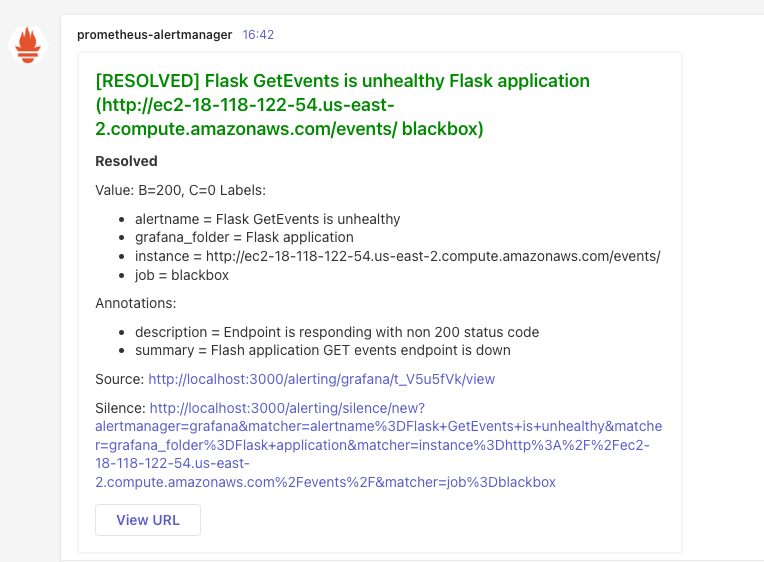 prometheus-alertmanager 16:42
[RESOLVED] Flask GetEvents is unhealthy Flask application
(http://ec2-18-118-122-54.us-east-
2.compute.amazonaws.com/events/ blackbox)
Resolved
Value: B=200, C=0 Labels:
• alertname = Flask GetEvents is unhealthy
• grafana_folder = Flask application
• instance = http://ec2-18-118-122-54.us-east-2.compute.amazonaws.com/events/
• job = blackbox
Annotations:
• description = Endpoint is responding with non 200 status code
• summary = Flash application GET events endpoint is down
Source: http://localhost:3000/alerting/grafana/t_V5u5fVk/view
Silence: http://localhost:3000/alerting/silence/new?
alertmanager=grafana&matcher=alertname%3DFlask+GetEvents+is+unhealthy&matche
r=grafana_folder%3DFlask+application&matcher=instance%3Dhttp%3A%2F%2Fec2-
18-118-122-54.us-east-
2.compute.amazonaws.com%2Fevents%2F&matcher=job%3Dblackbox
View URL